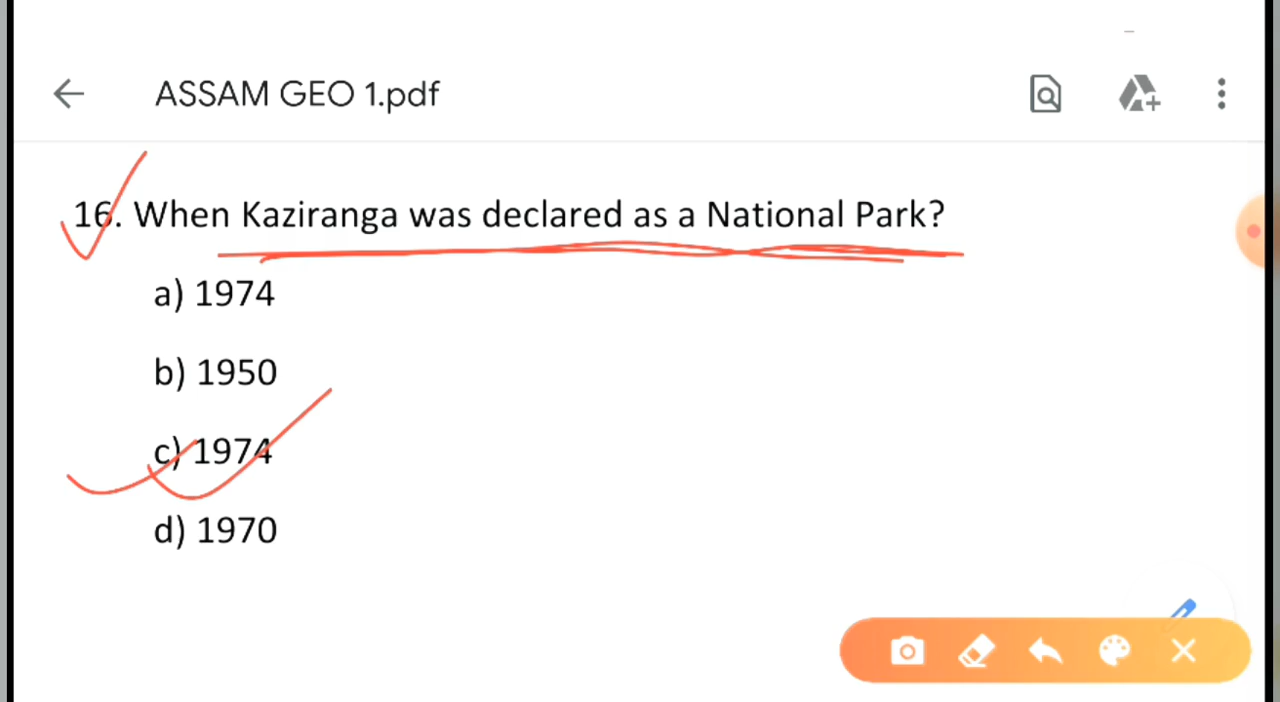 ASSAM GEO 1.pdf
16. When Kaziranga was declared as a National Park?
a) 1974
b) 1950
c) 1974
d) 1970